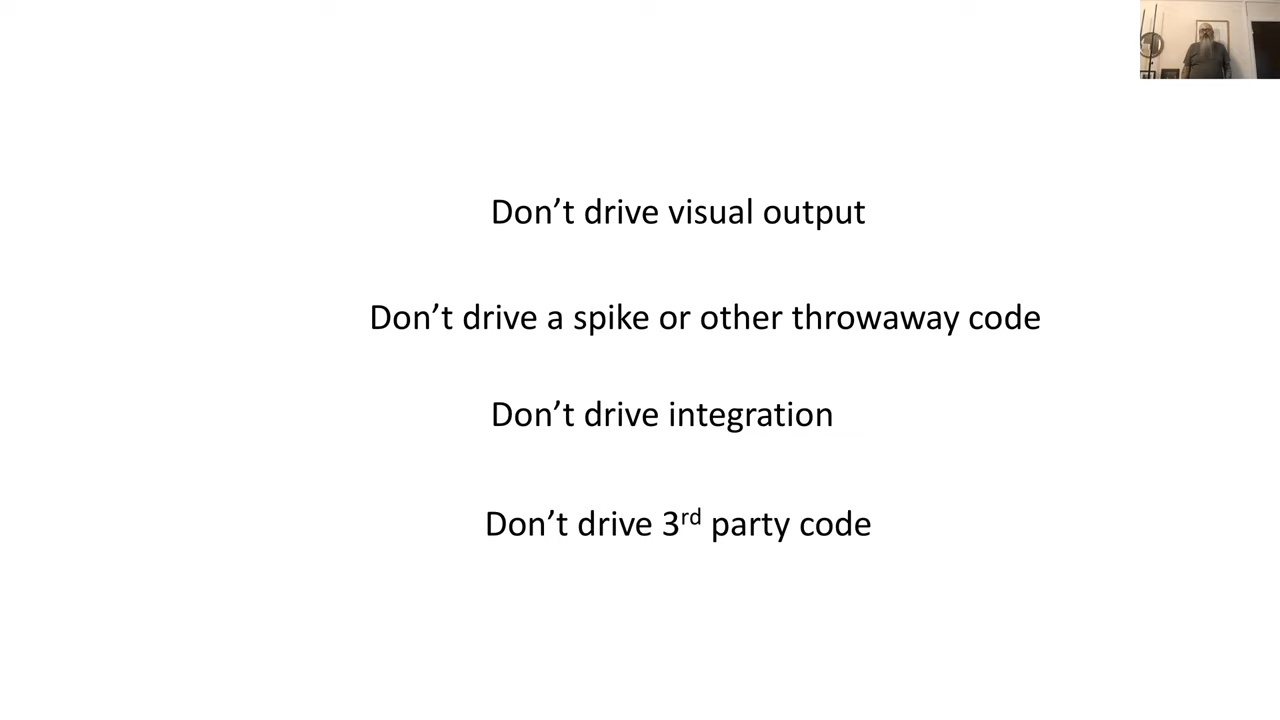 Don’t drive visual output
Don’t drive a spike or other throwaway code
Don’t drive integration
Don’t drive 3rd party code